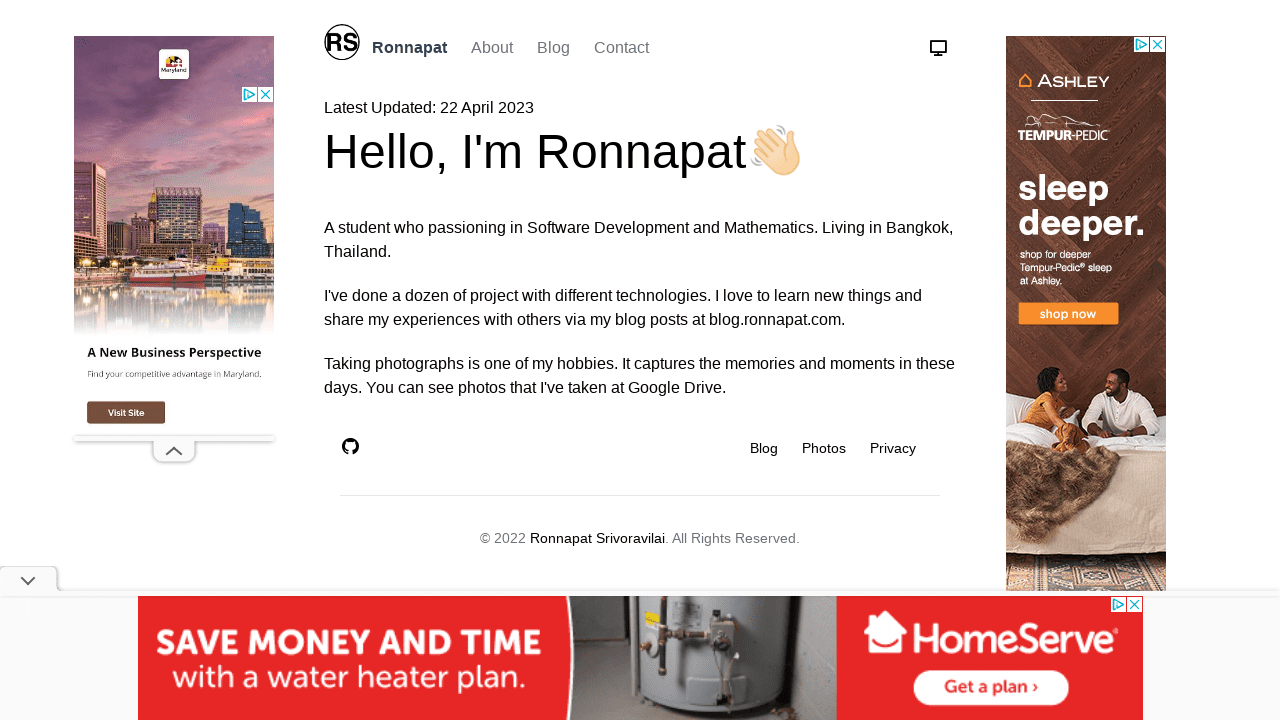 RS
Ronnapat
About
Blog
Contact
Latest Updated: 22 April 2023
Hello, I'm Ronnapat
A student who passioning in Software Development and Mathematics. Living in Bangkok,
Thailand.
I've done a dozen of project with different technologies. I love to learn new things and
share my experiences with others via my blog posts at blog.ronnapat.com.
Taking photographs is one of my hobbies. It captures the memories and moments in these
days. You can see photos that I've taken at Google Drive.
Blog
Photos
Privacy
© 2022 Ronnapat Srivoravilai. All Rights Reserved.
Maryland
A New Business Perspective
Find your competitive advantage in Maryland.
Visit Site
ASHLEY
TEMPUR-PEDIC
sleep
deeper.
shop for deeper
Tempur-Pedic® sleep
at Ashley.
shop now
SAVE MONEY AND TIME
with a water heater plan.
HomeServe®
Get a plan ›